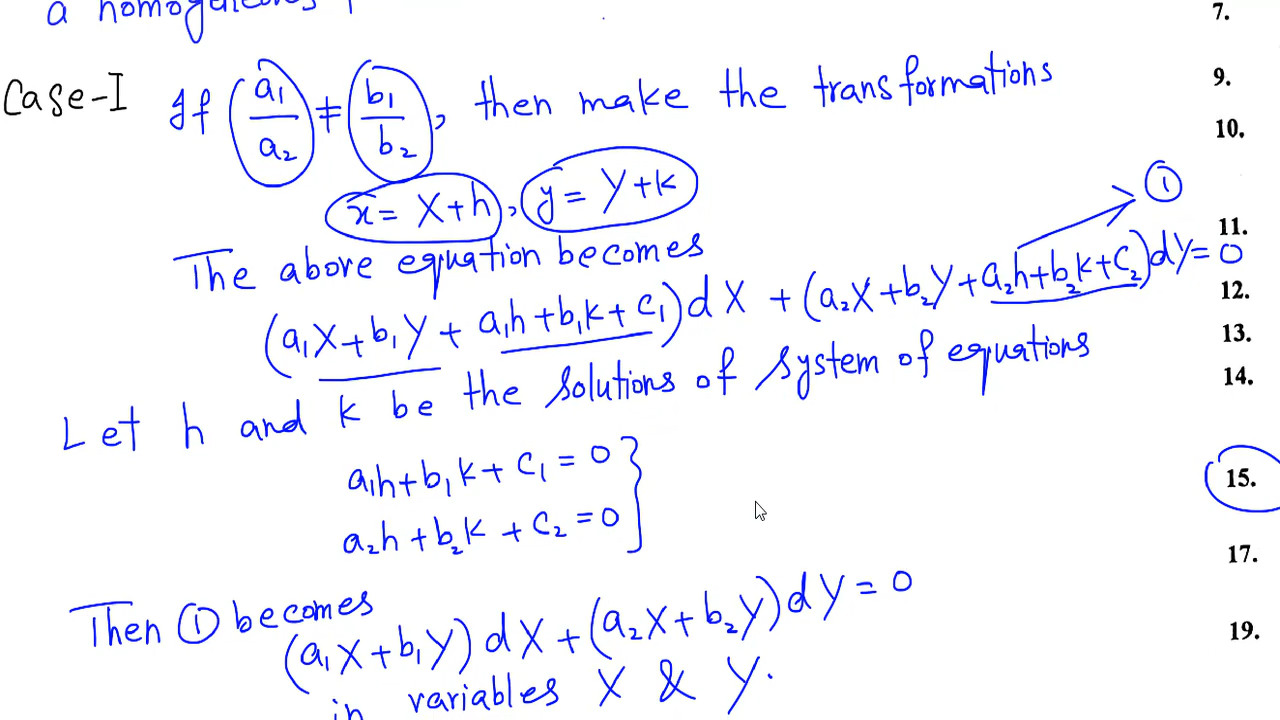 a homogeneous
Case-I If a₁/a₂ ≠ b₁/b₂, then make the transformations
x = X+h, y = Y+k
①
The above equation becomes
(a₁X+b₁Y + a₁h+b₁k+c₁)dX + (a₂X+b₂Y+a₂h+b₂k+c₂)dY = 0
Let h and k be the solutions of system of equations
a₁h+b₁k+c₁ = 0
a₂h+b₂k+c₂ = 0 }
Then ① becomes
(a₁X+b₁Y)dX + (a₂X+b₂Y)dY = 0
in variables X & Y.
7.
9.
10.
11.
12.
13.
14.
15.
17.
19.